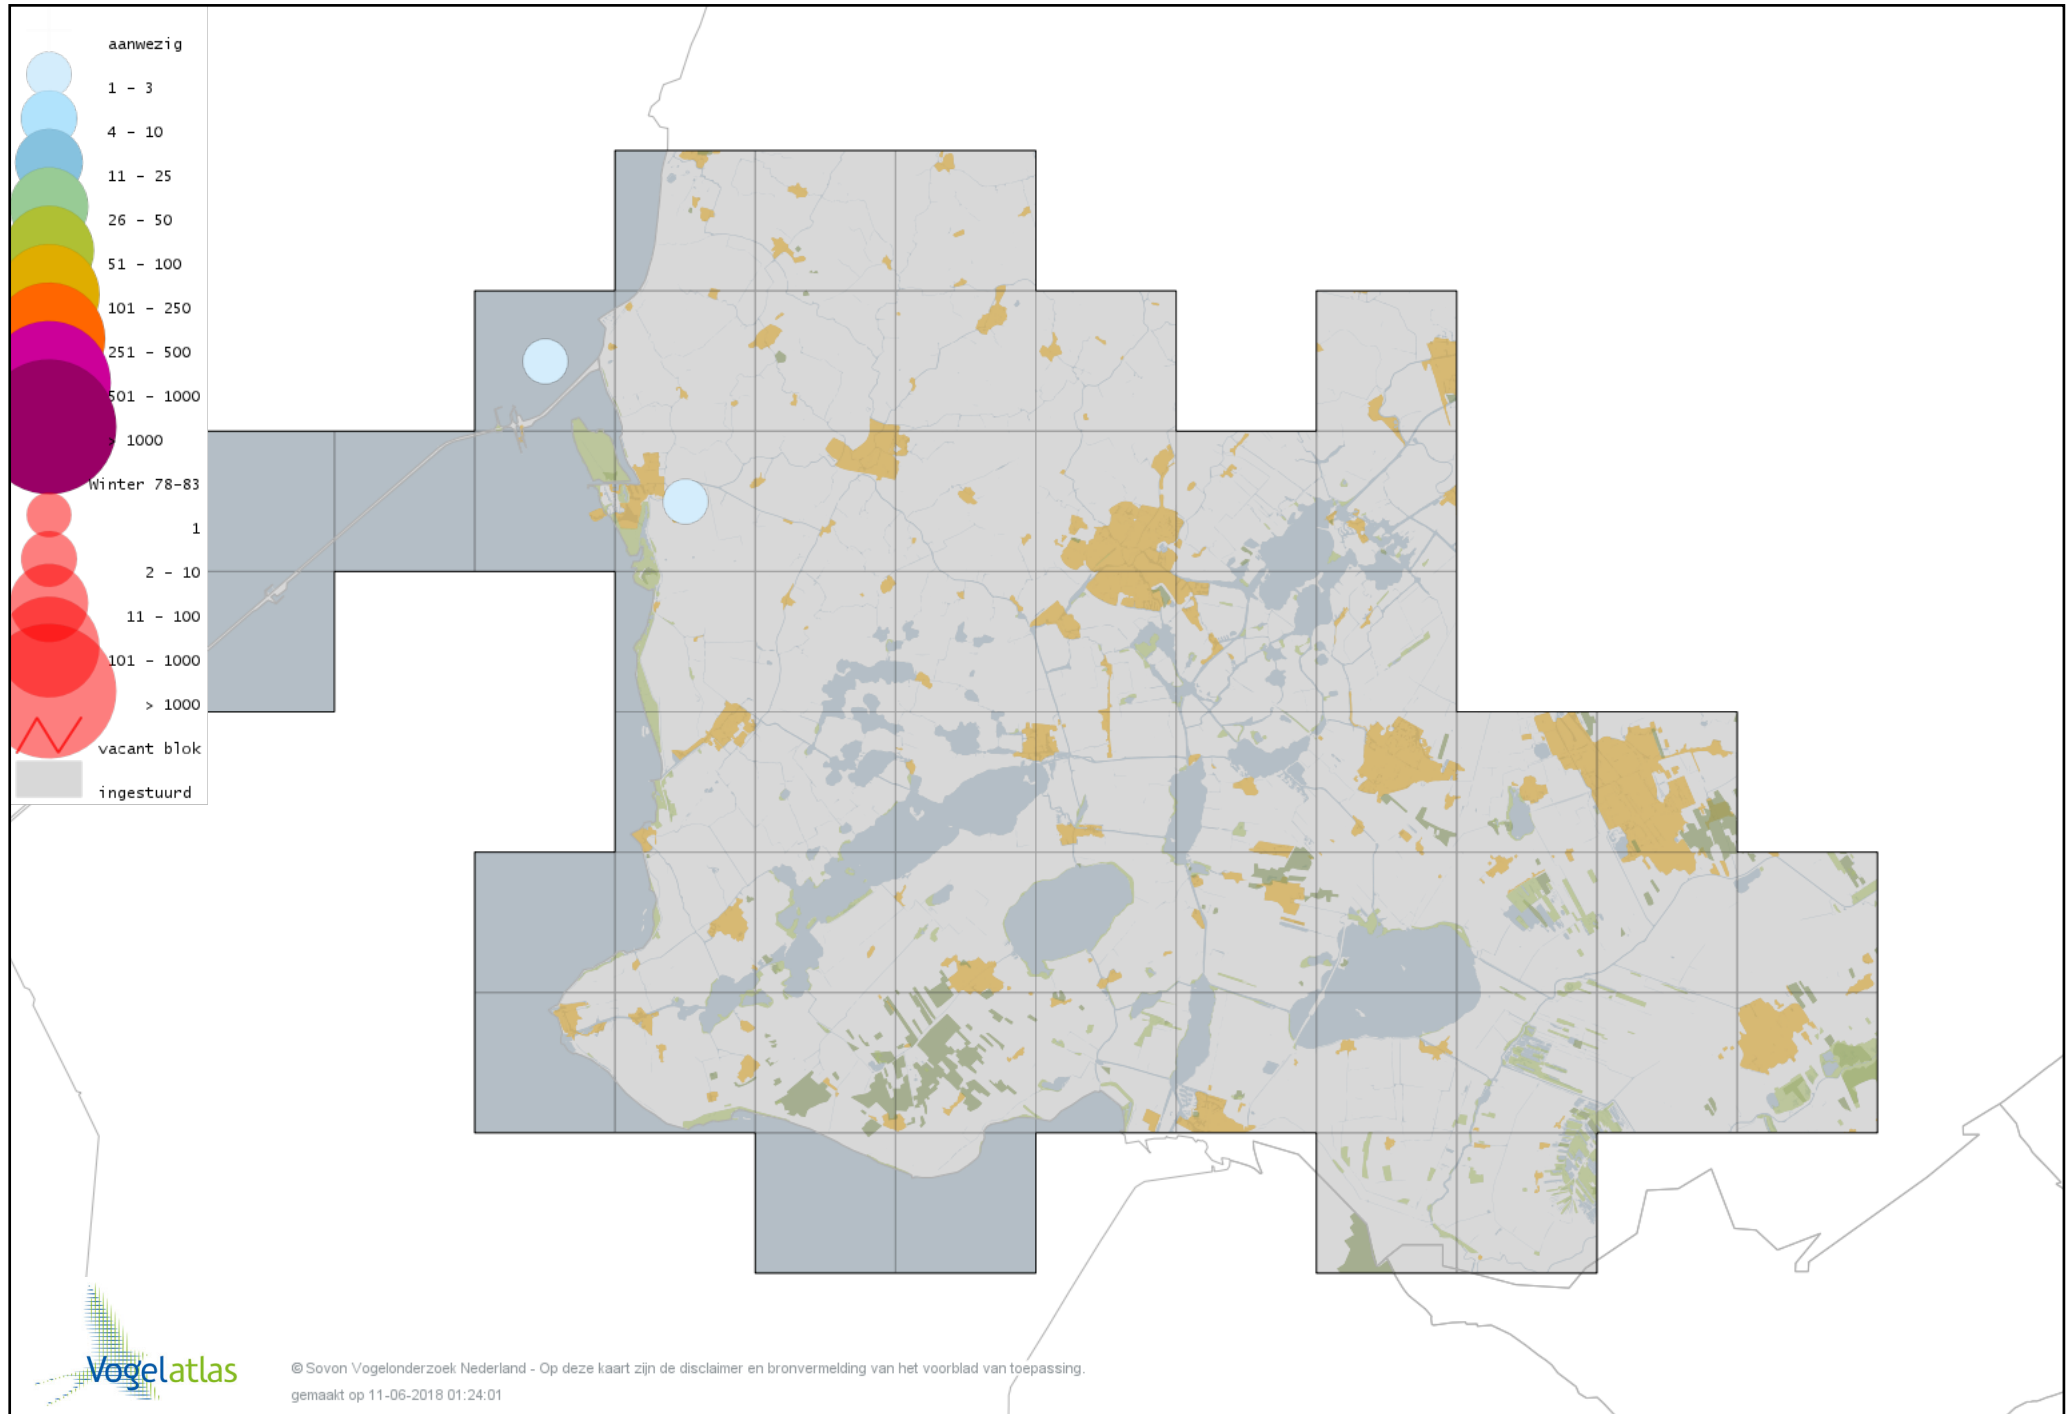 aanwezig
1 – 3
4 – 10
11 – 25
26 – 50
51 – 100
101 – 250
251 – 500
501 – 1000
> 1000
Winter 78-83
1
2 – 10
11 – 100
101 – 1000
> 1000
vacant blok
ingestuurd
Vogelatlas
© Sovon Vogelonderzoek Nederland - Op deze kaart zijn de disclaimer en bronvermelding van het voorblad van toepassing.
gemaakt op 11-06-2018 01:24:01